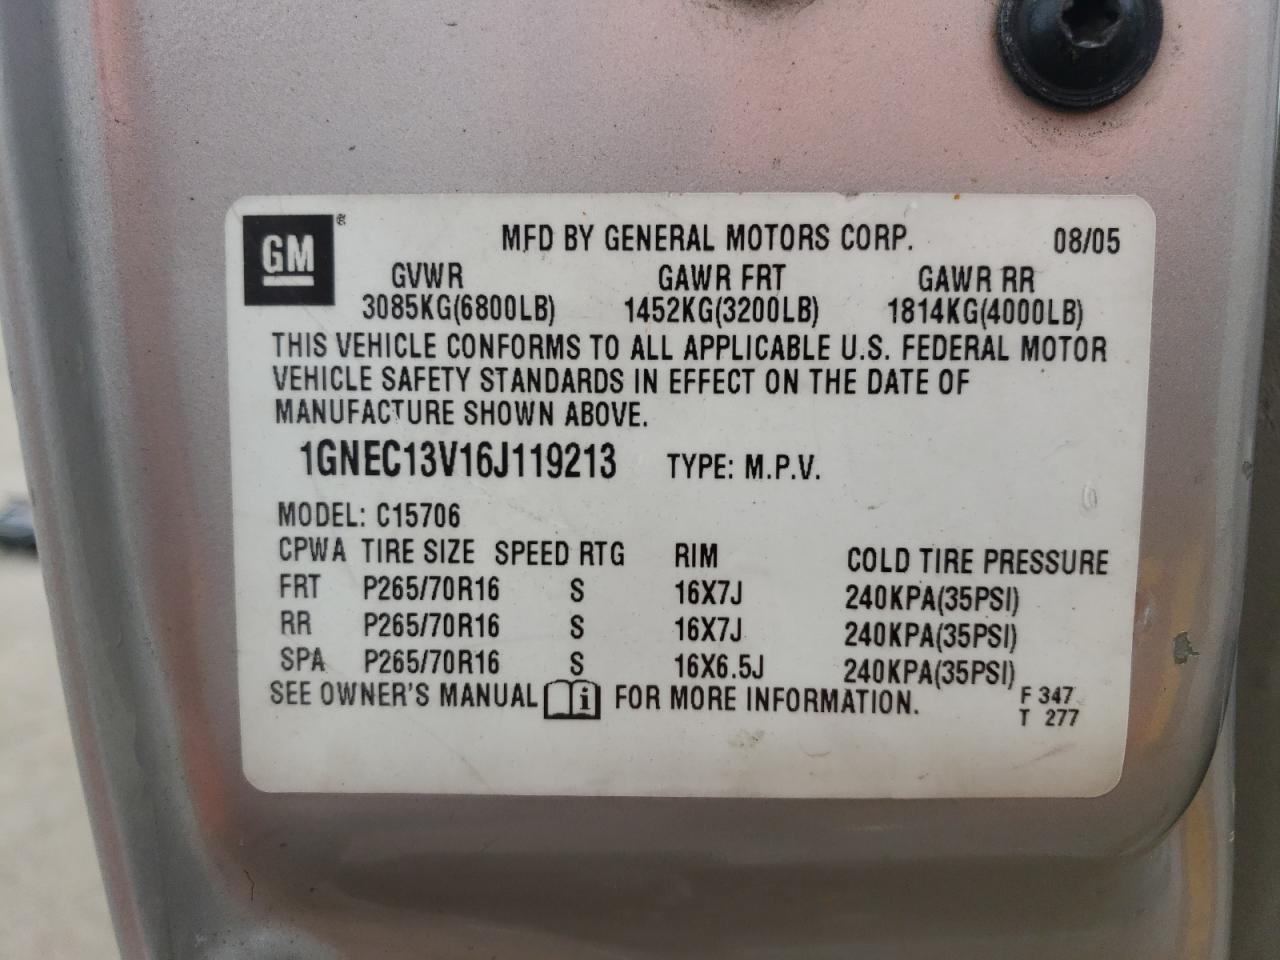 GM ®
MFD BY GENERAL MOTORS CORP. 08/05
GVWR GAWR FRT GAWR RR
3085KG(6800LB) 1452KG(3200LB) 1814KG(4000LB)
THIS VEHICLE CONFORMS TO ALL APPLICABLE U.S. FEDERAL MOTOR
VEHICLE SAFETY STANDARDS IN EFFECT ON THE DATE OF
MANUFACTURE SHOWN ABOVE.
1GNEC13V16J119213 TYPE: M.P.V.
MODEL: C15706
CPWA TIRE SIZE SPEED RTG RIM COLD TIRE PRESSURE
FRT P265/70R16 S 16X7J 240KPA(35PSI)
RR P265/70R16 S 16X7J 240KPA(35PSI)
SPA P265/70R16 S 16X6.5J 240KPA(35PSI)
SEE OWNER'S MANUAL i FOR MORE INFORMATION. F 347
T 277